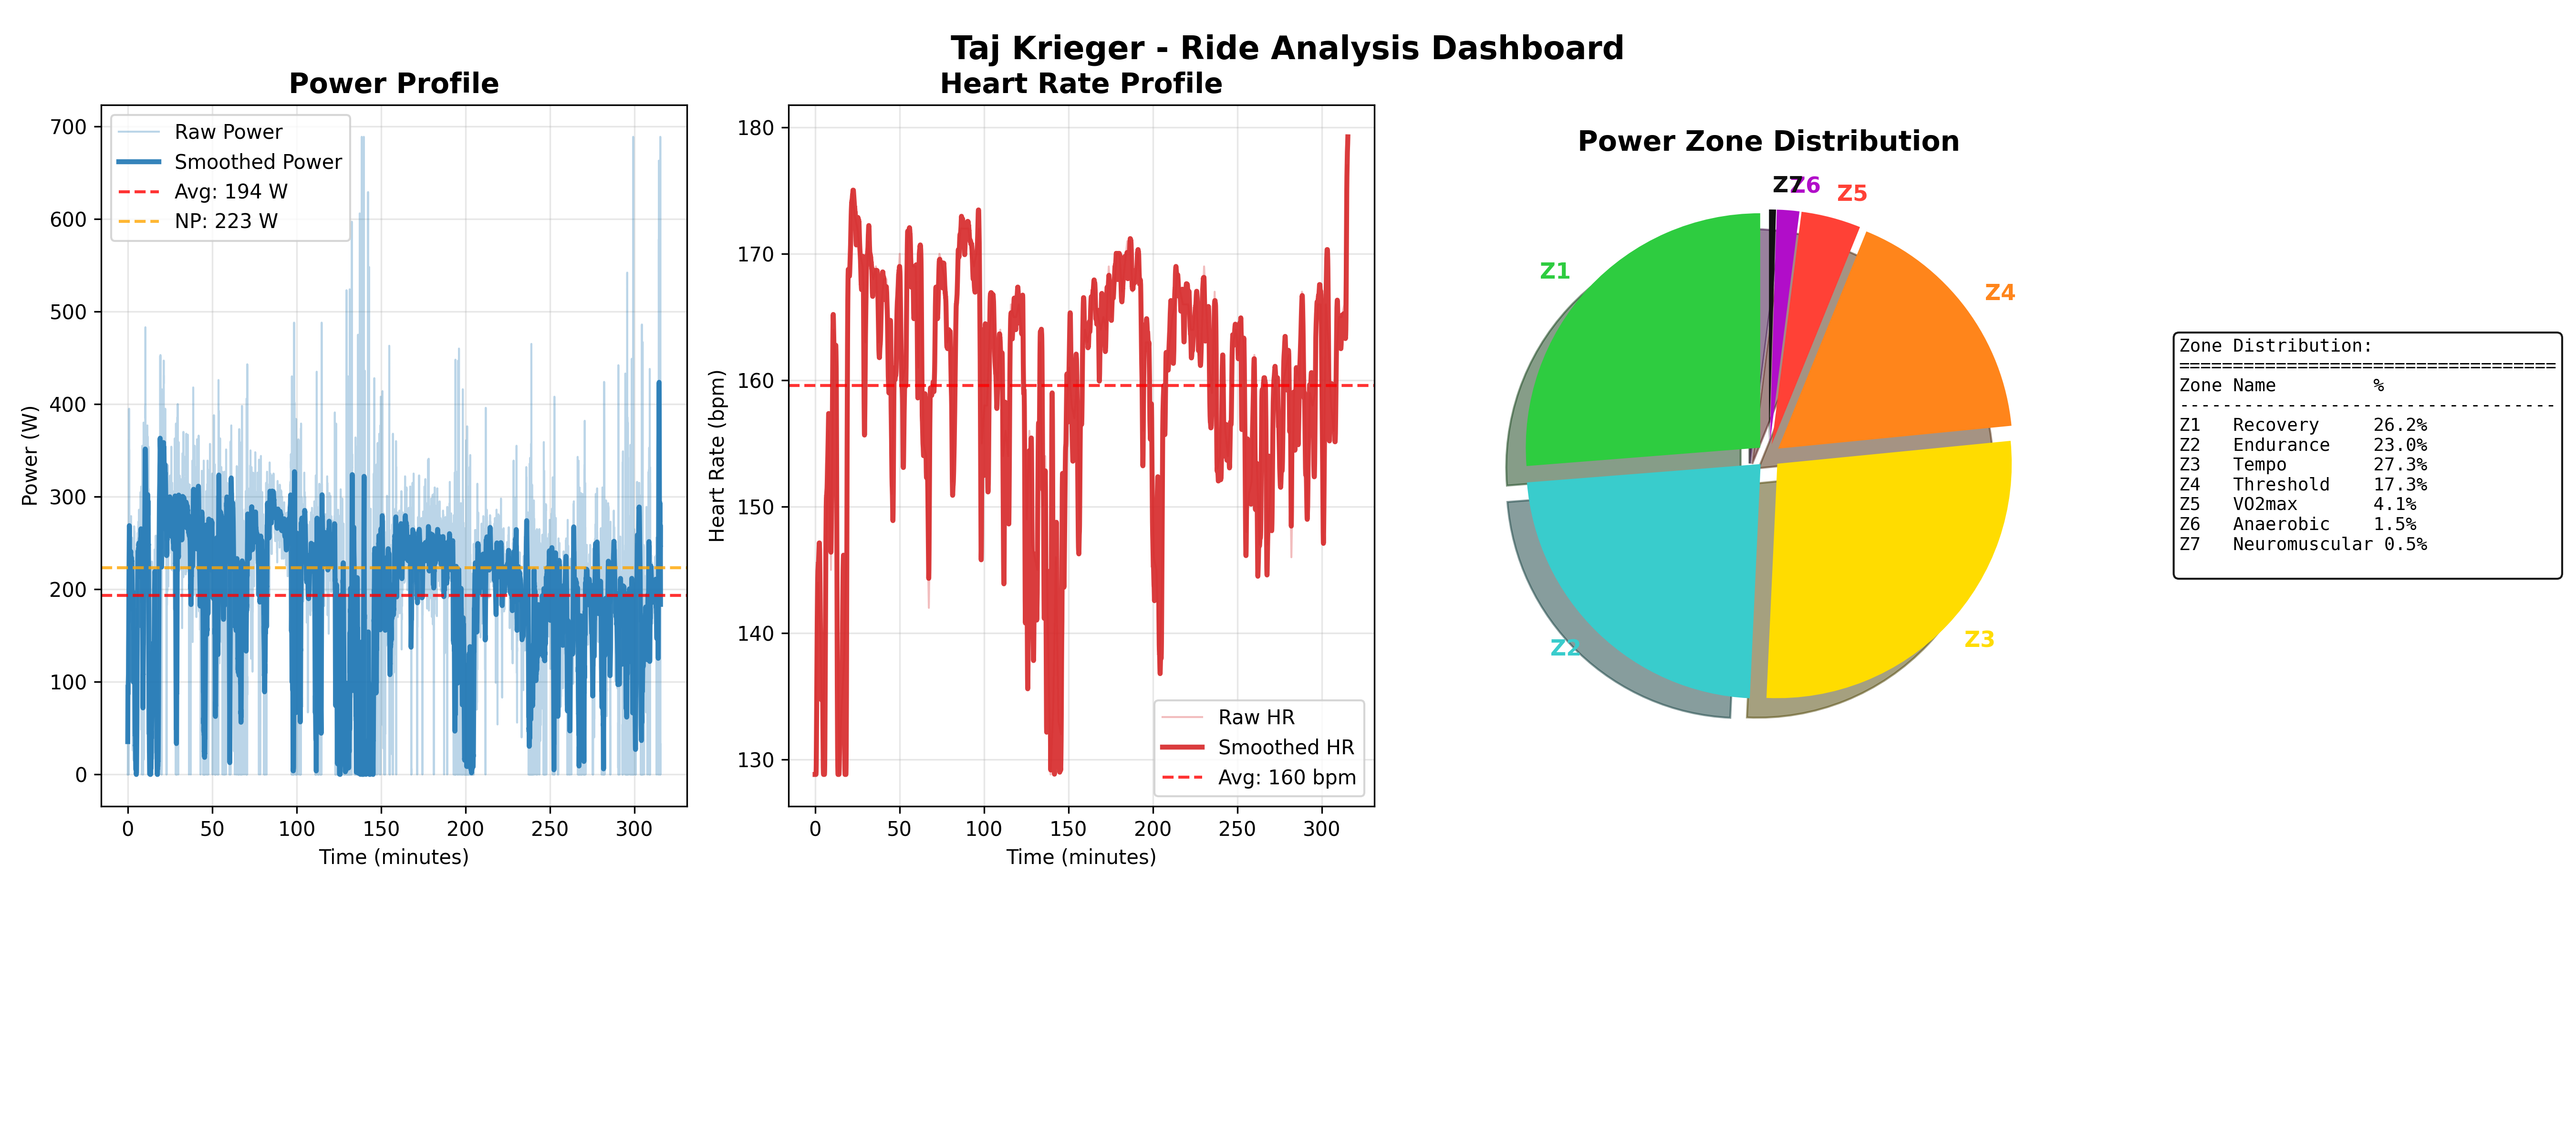 Taj Krieger - Ride Analysis Dashboard
Power Profile
700
600
500
400
300
200
100
0
Power (W)
0 50 100 150 200 250 300
Time (minutes)
Raw Power
Smoothed Power
Avg: 194 W
NP: 223 W
Heart Rate Profile
180
170
160
150
140
130
Heart Rate (bpm)
0 50 100 150 200 250 300
Time (minutes)
Raw HR
Smoothed HR
Avg: 160 bpm
Power Zone Distribution
Z7 Z6 Z5
Z1
Z4
Z2
Z3
Zone Distribution:
===================================
Zone Name %
-----------------------------------
Z1 Recovery 26.2%
Z2 Endurance 23.0%
Z3 Tempo 27.3%
Z4 Threshold 17.3%
Z5 VO2max 4.1%
Z6 Anaerobic 1.5%
Z7 Neuromuscular 0.5%